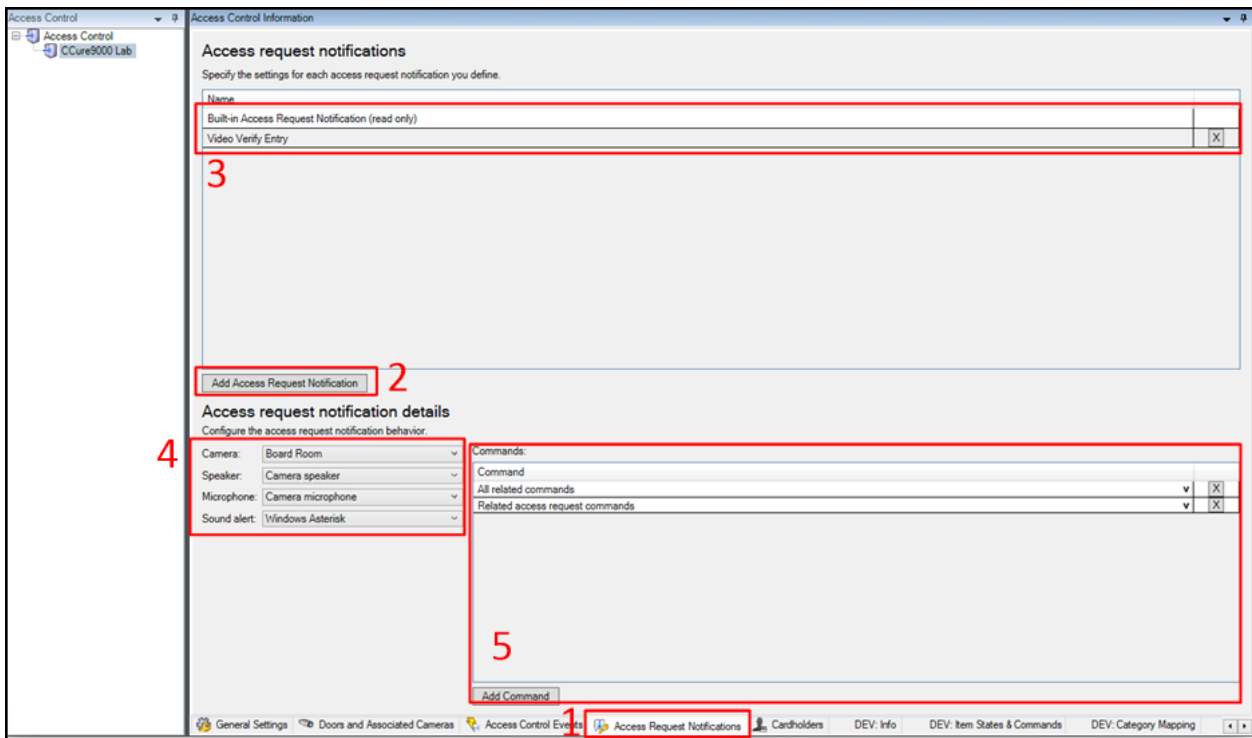 Access Control
Access Control Information
Access Control
CCure9000 Lab
Access request notifications
Specify the settings for each access request notification you define.
Name
Built-in Access Request Notification (read only)
Video Verify Entry X
3
Add Access Request Notification 2
Access request notification details
Configure the access request notification behavior.
4
Camera: Board Room
Speaker: Camera speaker
Microphone: Camera microphone
Sound alert: Windows Asterisk
Commands:
Command
All related commands v X
Related access request commands v X
5
Add Command
General Settings Doors and Associated Cameras Access Control Events 1 Access Request Notifications Cardholders DEV: Info DEV: Item States & Commands DEV: Category Mapping